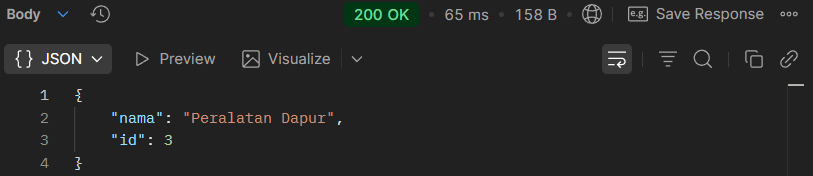 Body 200 OK • 65 ms • 158 B • e.g. Save Response
{} JSON Preview Visualize
1 {
2 "nama": "Peralatan Dapur",
3 "id": 3
4 }